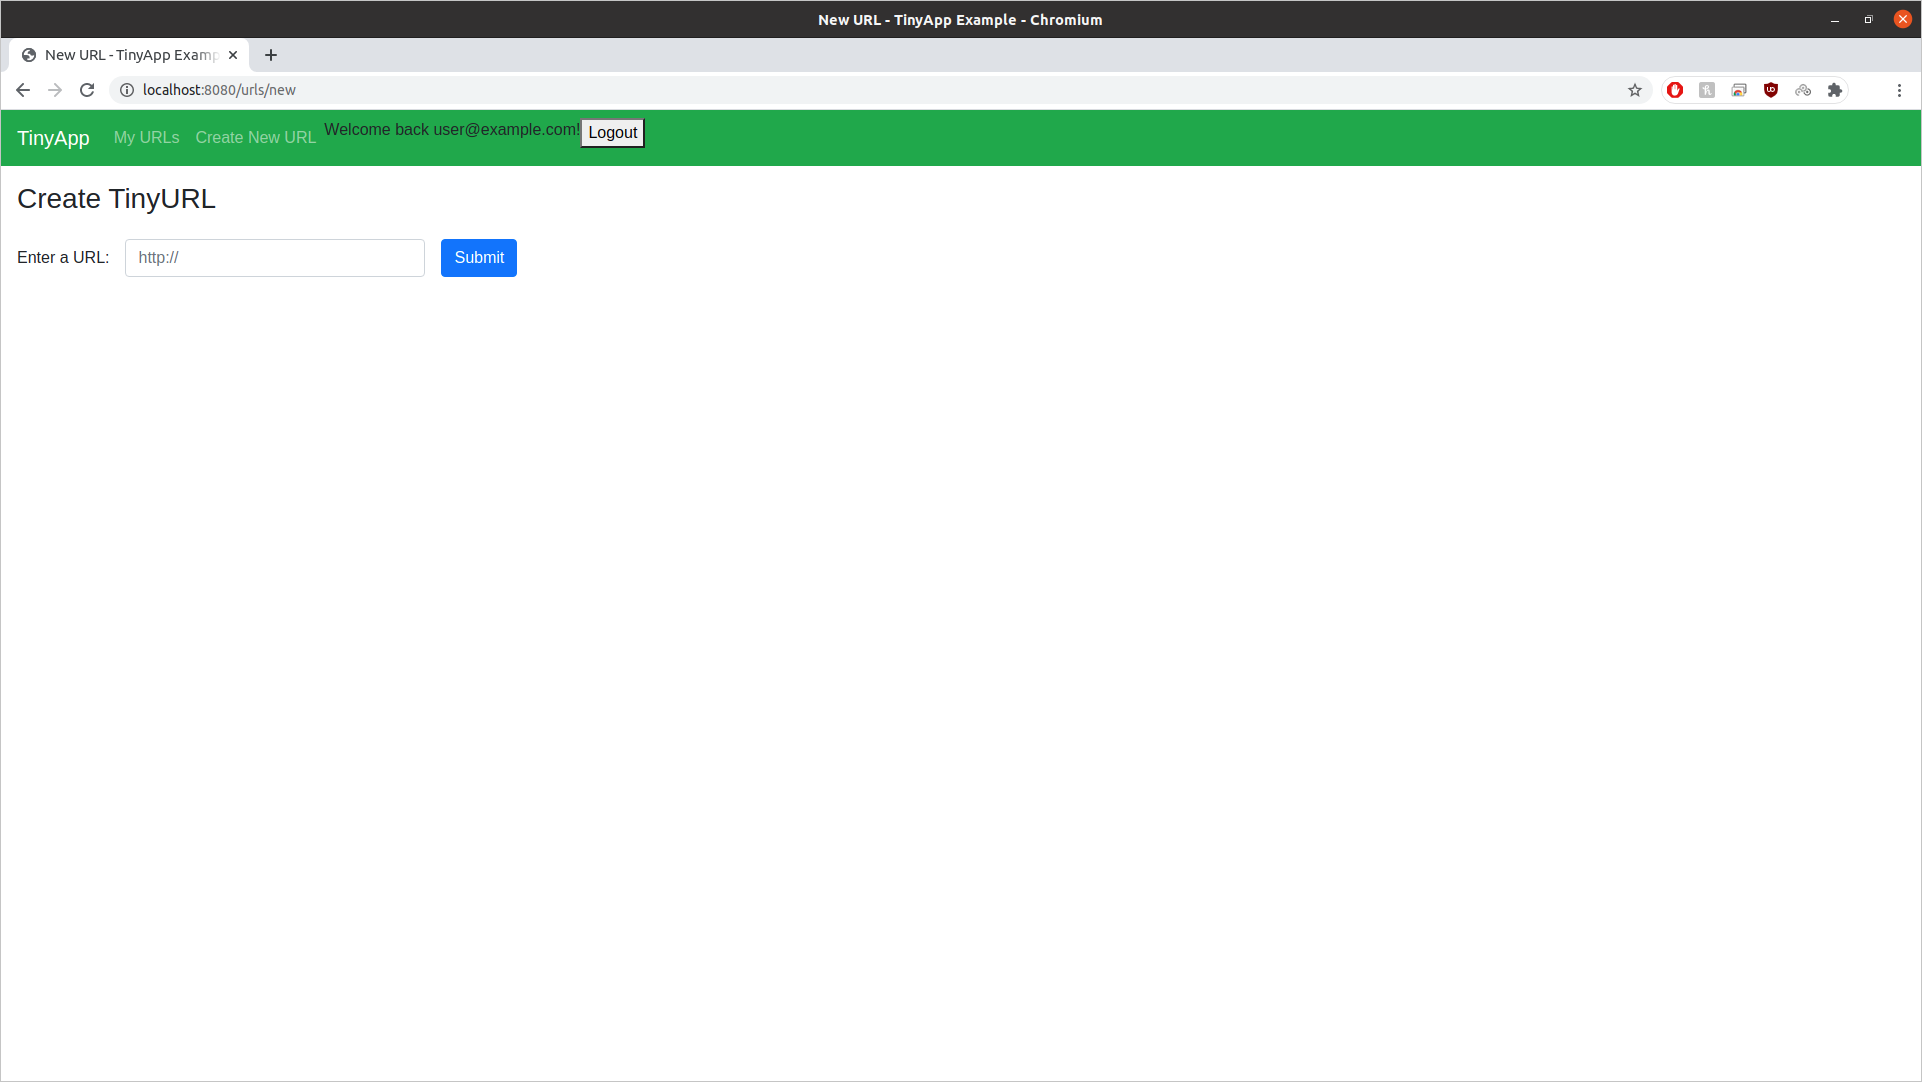 New URL - TinyApp Example - Chromium
New URL - TinyApp Examp
localhost:8080/urls/new
TinyApp My URLs Create New URL Welcome back user@example.com! Logout
Create TinyURL
Enter a URL: http:// Submit